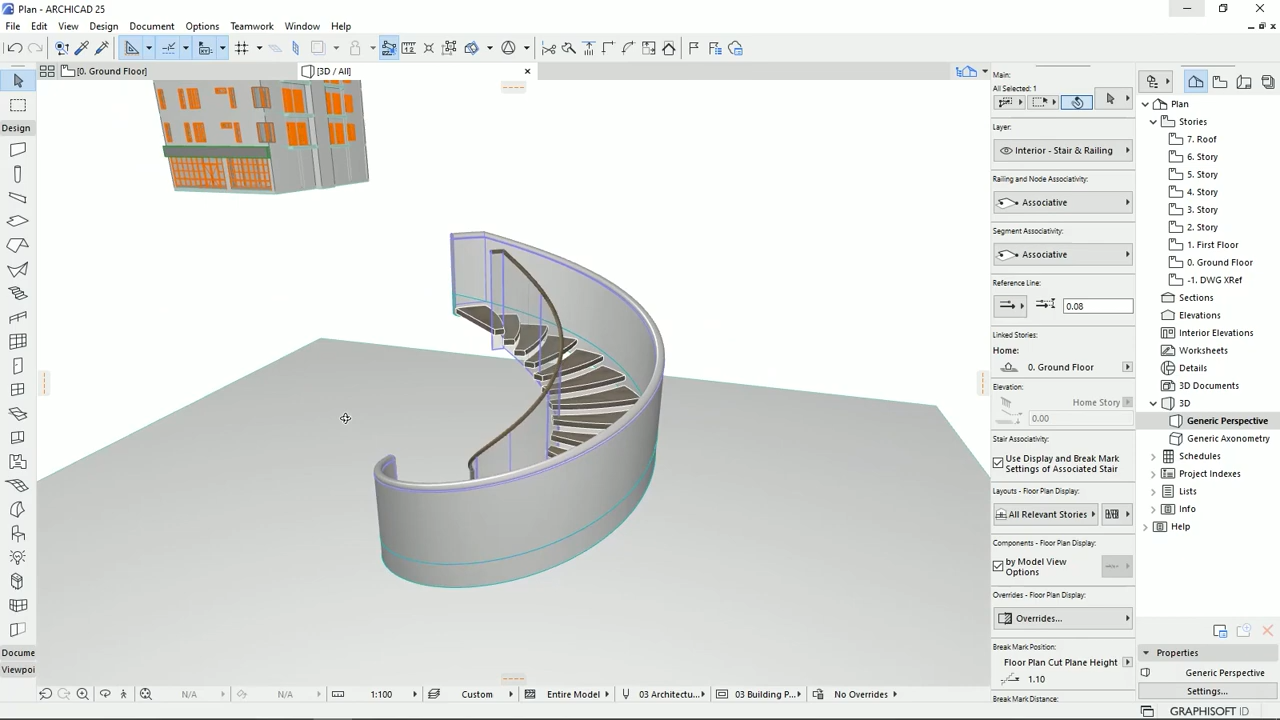 Plan - ARCHICAD 25
File Edit View Design Document Options Teamwork Window Help
[0. Ground Floor]
[3D / All]
Design
Docume
Viewpoi
Main:
All Selected: 1
Layer:
Interior - Stair & Railing
Railing and Node Associativity:
Associative
Segment Associativity:
Associative
Reference Line:
0.08
Linked Stories:
Home:
0. Ground Floor
Elevation:
Home Story
0.00
Stair Associativity:
Use Display and Break Mark
Settings of Associated Stair
Layouts - Floor Plan Display:
All Relevant Stories
Components - Floor Plan Display:
by Model View
Options
Overrides - Floor Plan Display:
Overrides...
Break Mark Position:
Floor Plan Cut Plane Height
1.10
Break Mark Distance:
Plan
Stories
7. Roof
6. Story
5. Story
4. Story
3. Story
2. Story
1. First Floor
0. Ground Floor
-1. DWG XRef
Sections
Elevations
Interior Elevations
Worksheets
Details
3D Documents
3D
Generic Perspective
Generic Axonometry
Schedules
Project Indexes
Lists
Info
Help
Properties
Generic Perspective
Settings...
N/A
N/A
1:100
Custom
Entire Model
03 Architectu...
03 Building P...
No Overrides
GRAPHISOFT ID